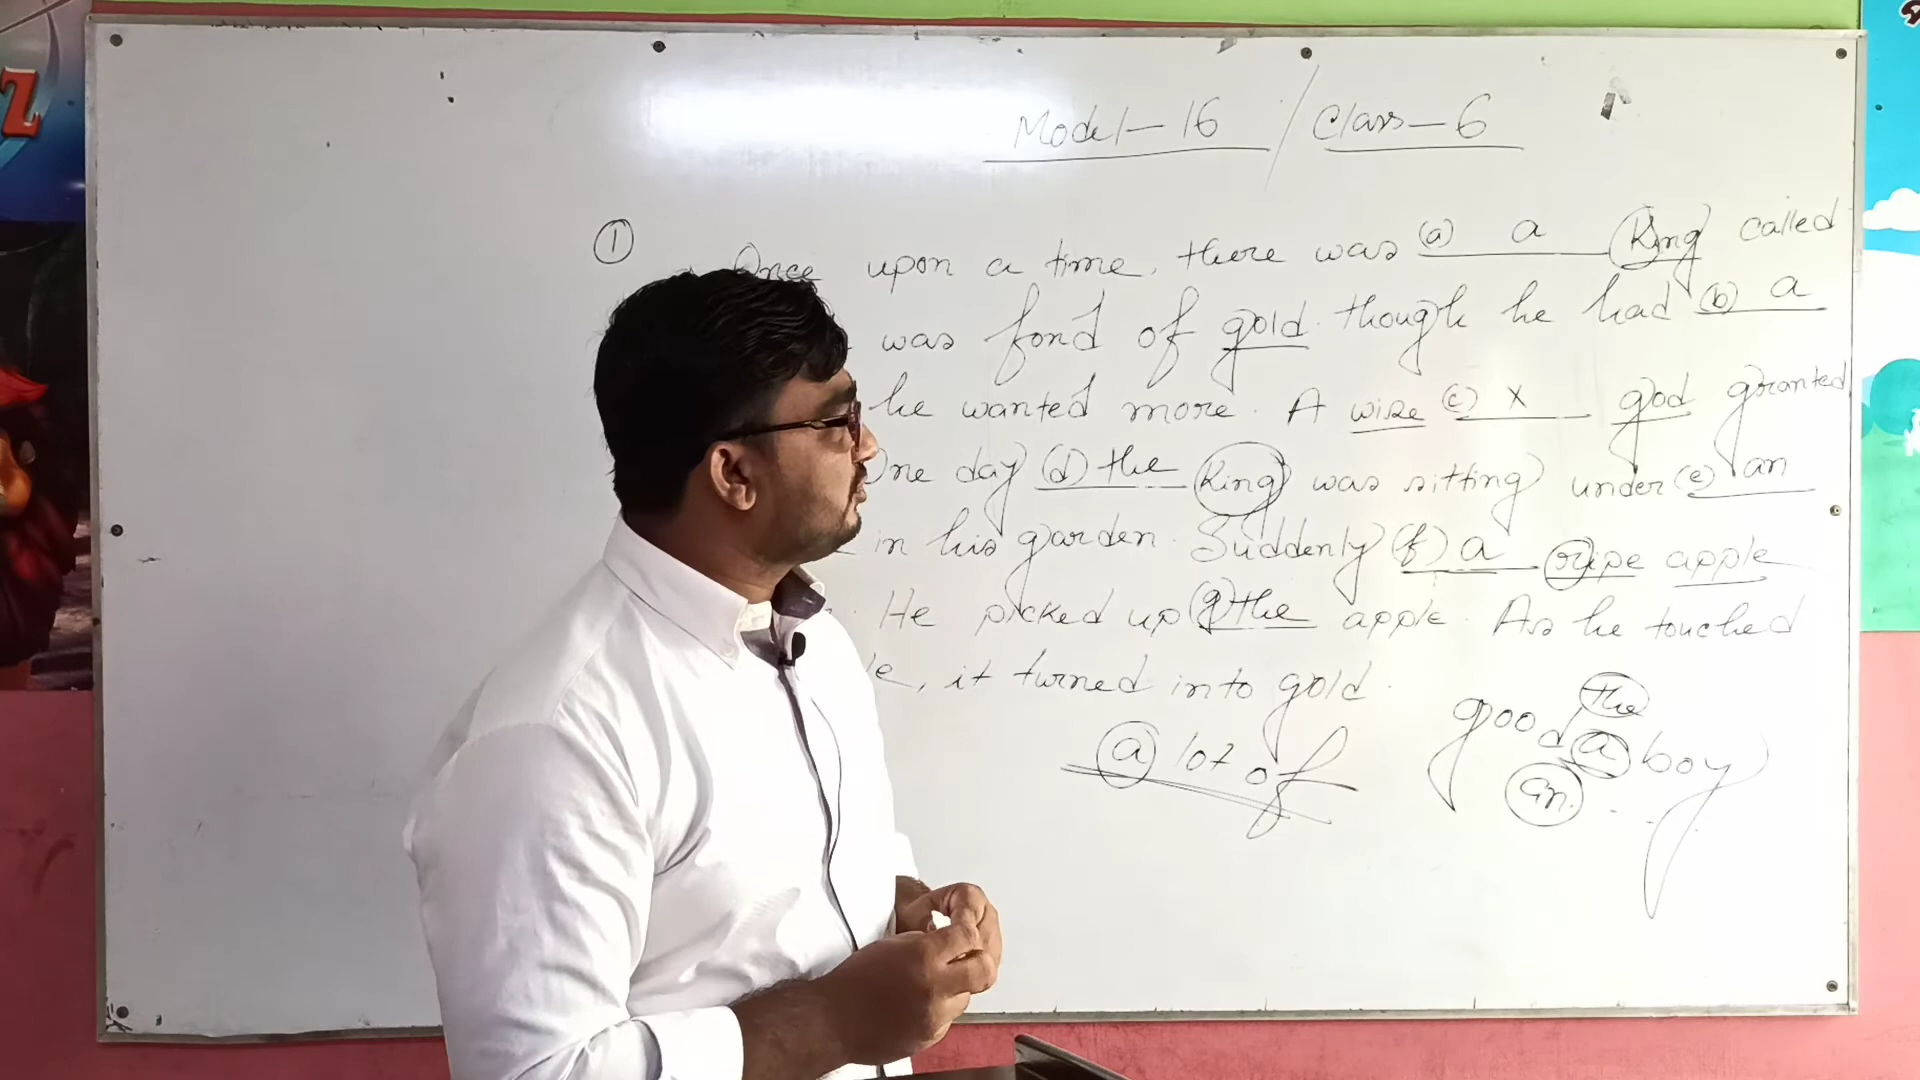 Model-16 / Class-6
① Once upon a time, there was (a) a King called
was fond of gold. though he had (b) a
he wanted more. A wise (c) x god granted
One day (d) the King was sitting under (e) an
in his garden. Suddenly (f) a ripe apple
He picked up (g) the apple. As he touched
it turned into gold.
a lot of
the
good a boy
an